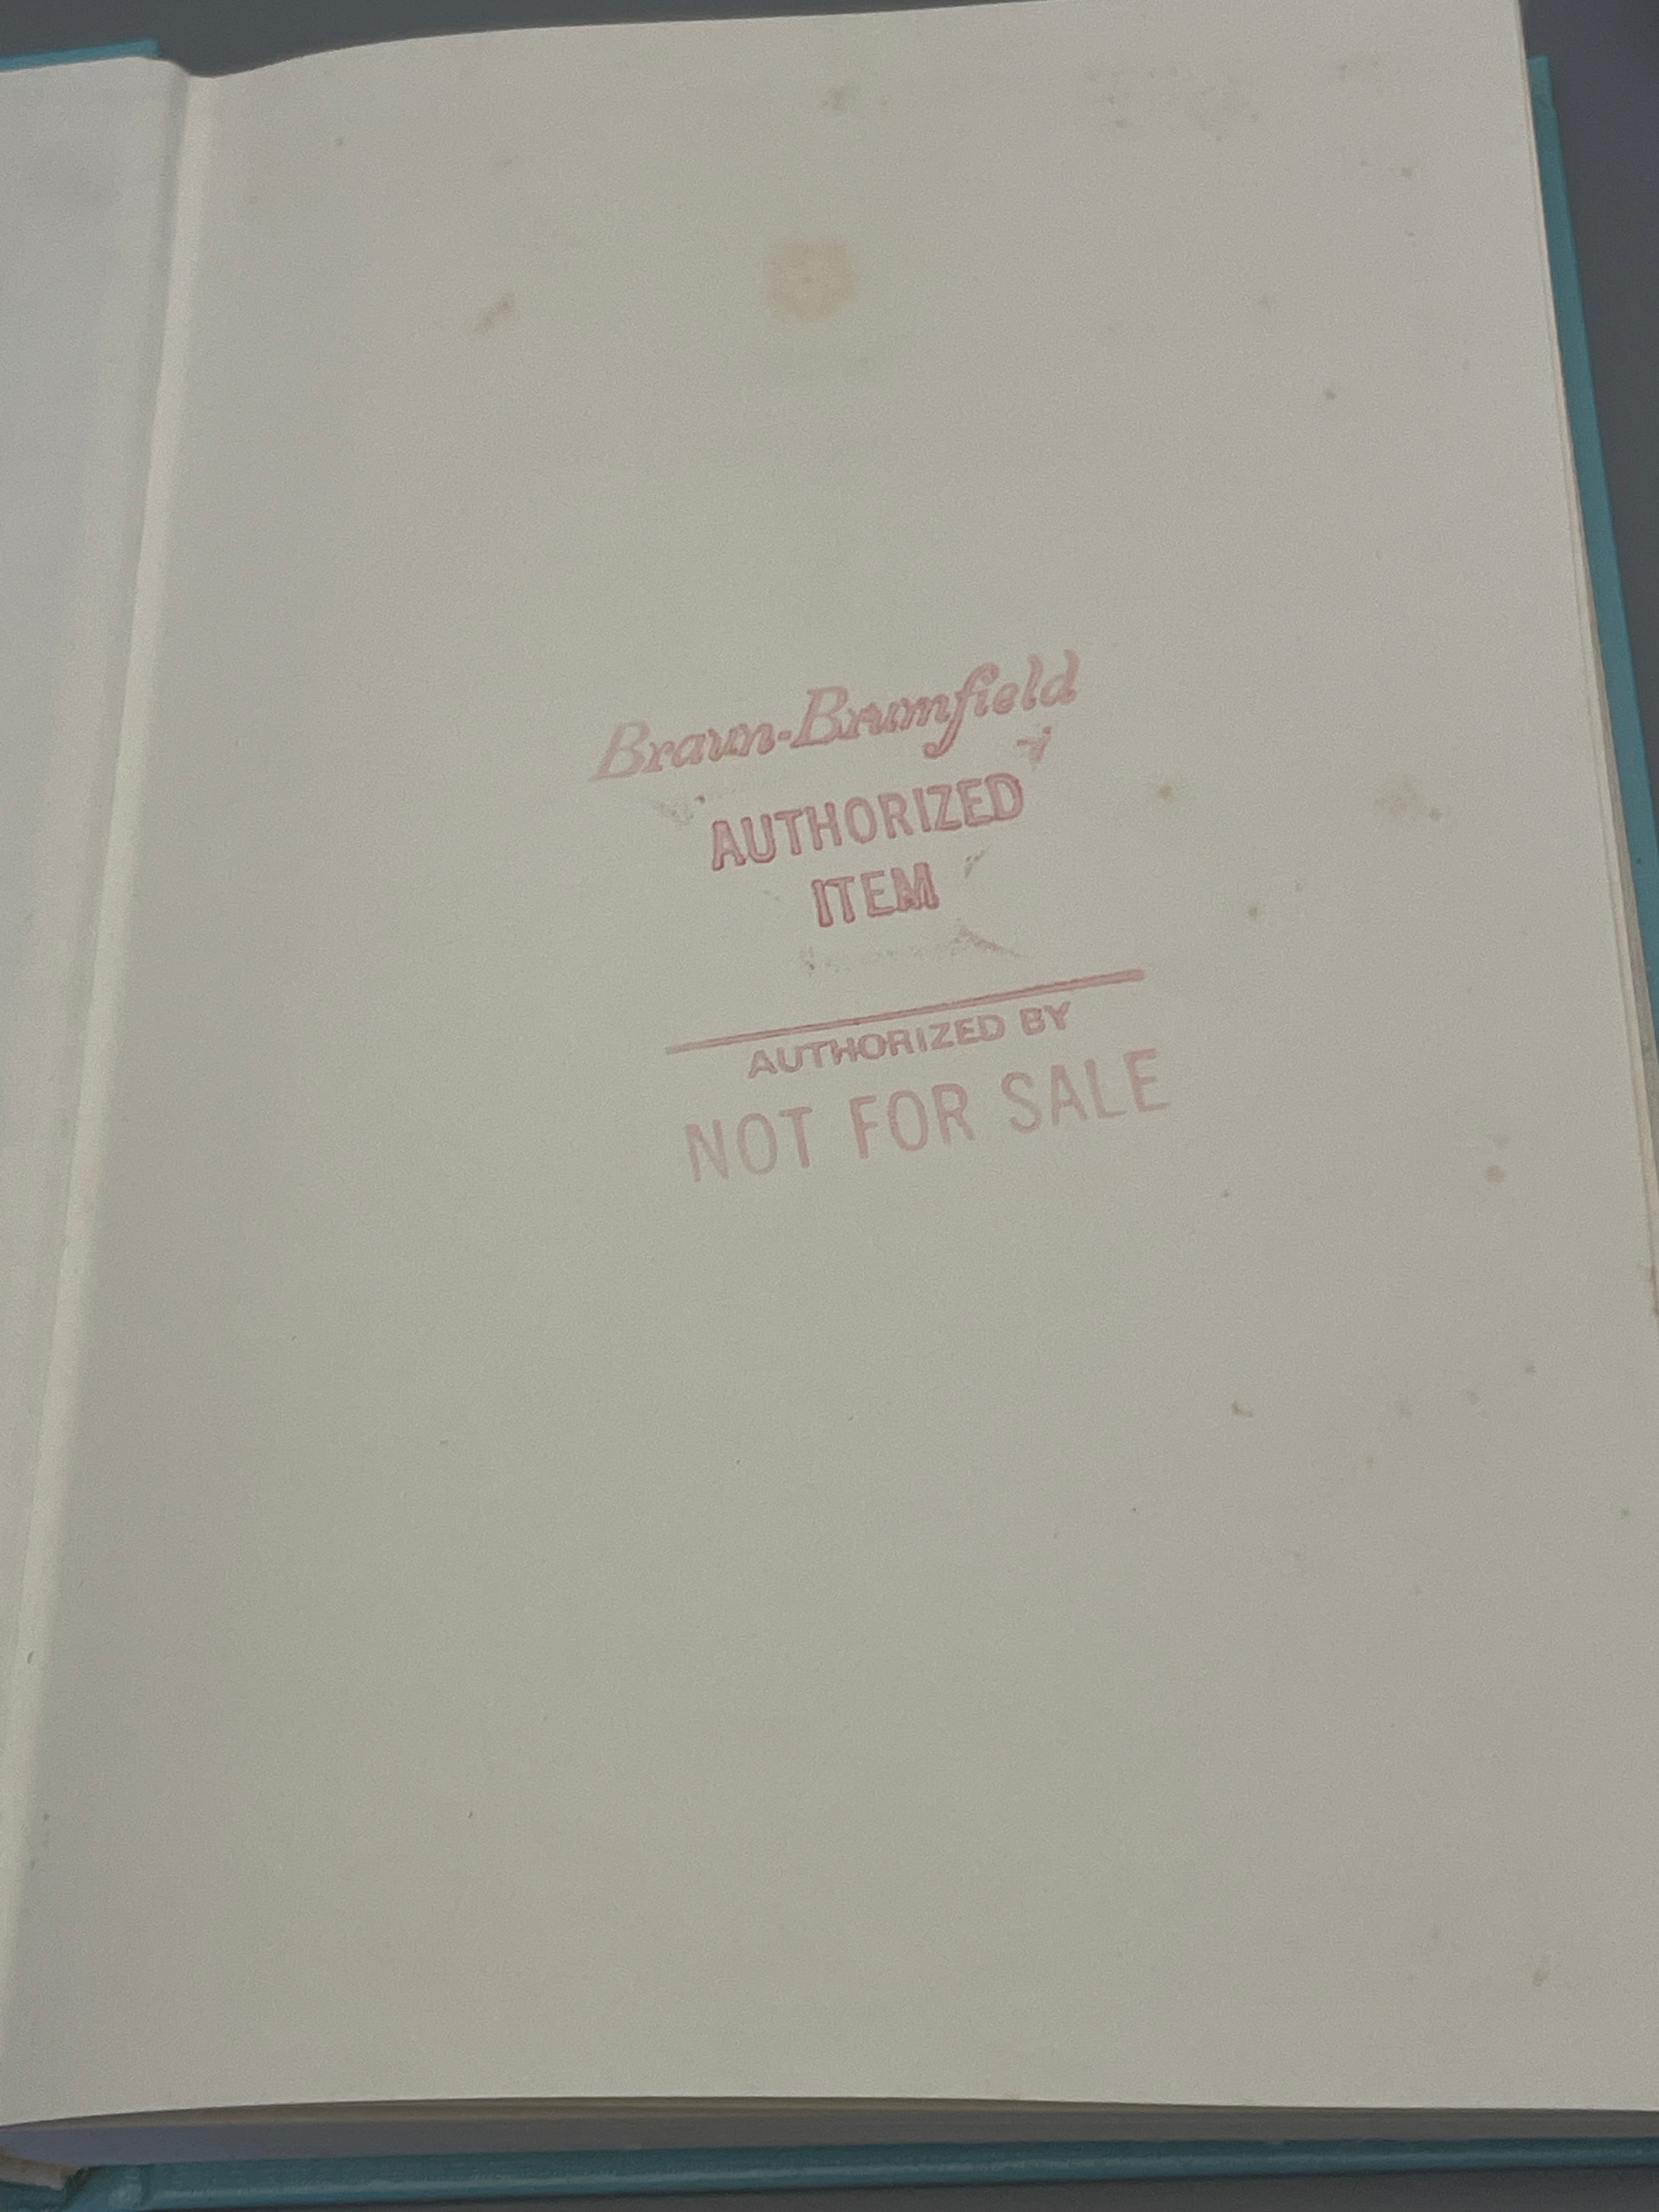 Braun-Brumfield
AUTHORIZED
ITEM
AUTHORIZED BY
NOT FOR SALE